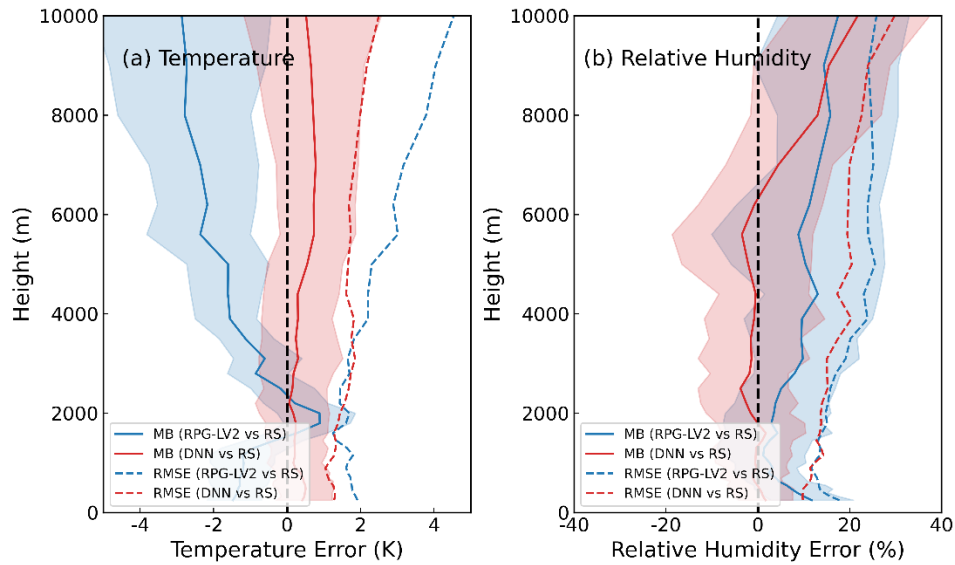 (a) Temperature
10000
8000
6000
4000
2000
0
Height (m)
MB (RPG-LV2 vs RS)
MB (DNN vs RS)
RMSE (RPG-LV2 vs RS)
RMSE (DNN vs RS)
-4 -2 0 2 4
Temperature Error (K)
(b) Relative Humidity
10000
8000
6000
4000
2000
0
Height (m)
MB (RPG-LV2 vs RS)
MB (DNN vs RS)
RMSE (RPG-LV2 vs RS)
RMSE (DNN vs RS)
-40 -20 0 20 40
Relative Humidity Error (%)